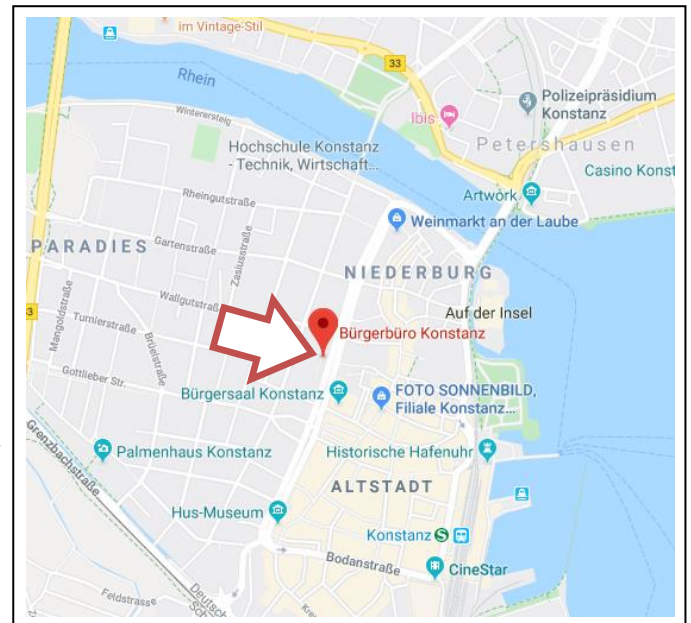 im Vintage-Stil
33
Rhein
Polizeipräsidium
Konstanz
Ibis
Winterersteig
Petershausen
Hochschule Konstanz
- Technik, Wirtschaft...
Casino Konst
Artwork
Rheingutstraße
Weinmarkt an der Laube
PARADIES
Gartenstraße
Zasiusstraße
NIEDERBURG
Wallgutstraße
Mangoldstraße
33
Auf der Insel
Turnierstraße
Brüelstraße
Bürgerbüro Konstanz
Gottlieber Str.
Bürgersaal Konstanz
FOTO SONNENBILD,
Filiale Konstanz...
Grenzbachstraße
Palmenhaus Konstanz
Historische Hafenuhr
ALTSTADT
Hus-Museum
Konstanz S
Bodanstraße
CineStar
Feldstrasse